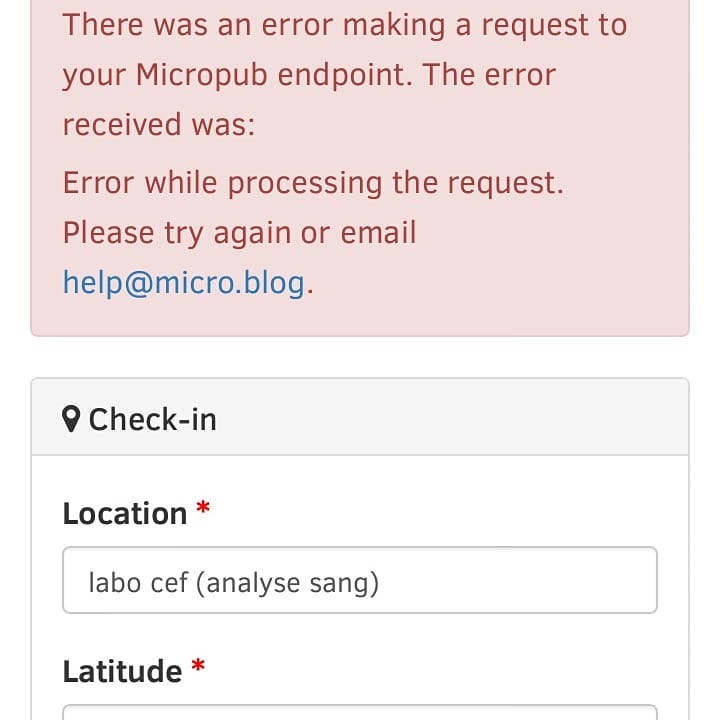 There was an error making a request to
your Micropub endpoint. The error
received was:
Error while processing the request.
Please try again or email
help@micro.blog.
Check-in
Location *
labo cef (analyse sang)
Latitude *